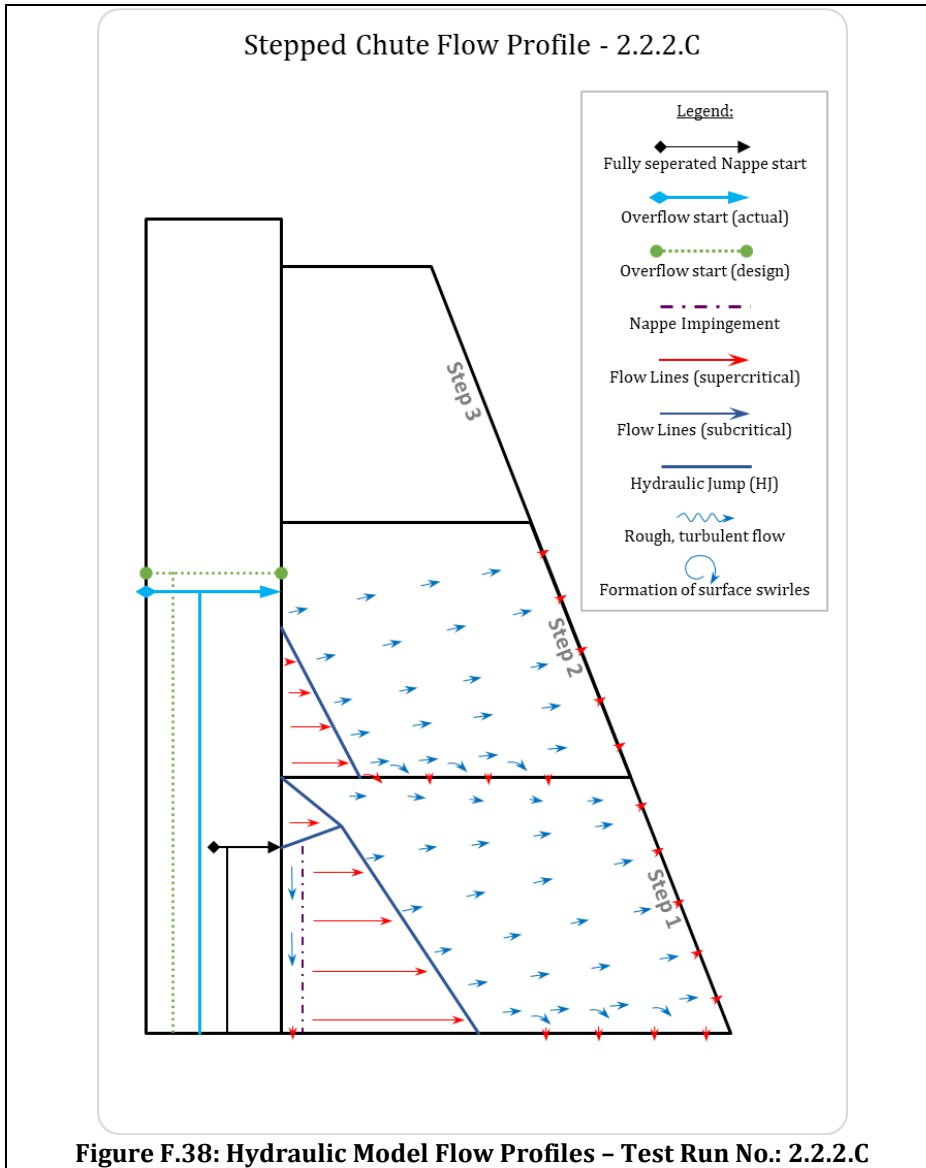 Stepped Chute Flow Profile - 2.2.2.C
Legend:
Fully seperated Nappe start
Overflow start (actual)
Overflow start (design)
Nappe Impingement
Flow Lines (supercritical)
Flow Lines (subcritical)
Hydraulic Jump (HJ)
Rough, turbulent flow
Formation of surface swirles
Step 3
Step 2
Step 1
Figure F.38: Hydraulic Model Flow Profiles – Test Run No.: 2.2.2.C